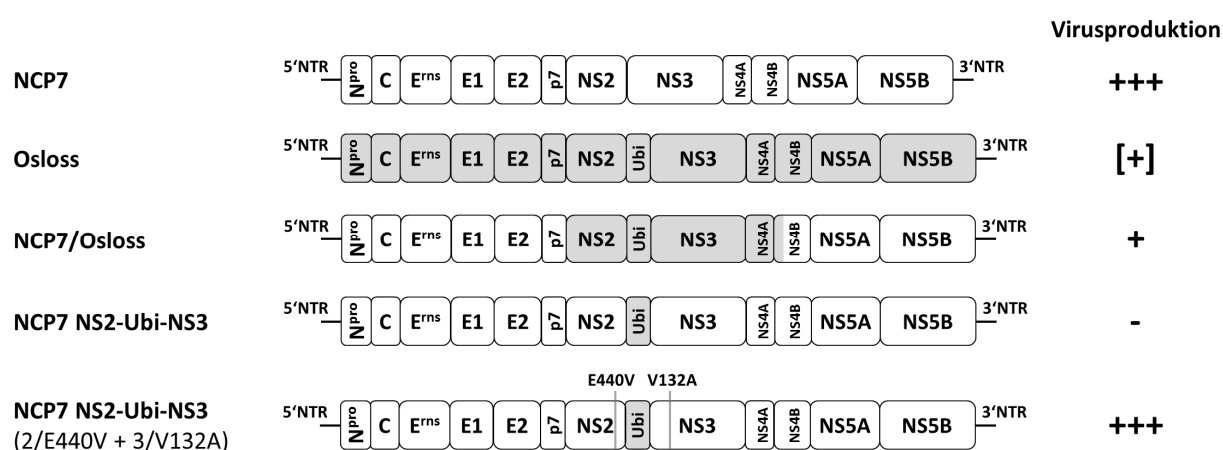 Virusproduktion
NCP7 5‘NTR Npro C Erns E1 E2 p7 NS2 NS3 NS4A NS4B NS5A NS5B 3‘NTR +++
Osloss 5‘NTR Npro C Erns E1 E2 p7 NS2 Ubi NS3 NS4A NS4B NS5A NS5B 3‘NTR [+]
NCP7/Osloss 5‘NTR Npro C Erns E1 E2 p7 NS2 Ubi NS3 NS4A NS4B NS5A NS5B 3‘NTR +
NCP7 NS2-Ubi-NS3 5‘NTR Npro C Erns E1 E2 p7 NS2 Ubi NS3 NS4A NS4B NS5A NS5B 3‘NTR -
E440V V132A
NCP7 NS2-Ubi-NS3 5‘NTR Npro C Erns E1 E2 p7 NS2 Ubi NS3 NS4A NS4B NS5A NS5B 3‘NTR +++
(2/E440V + 3/V132A)